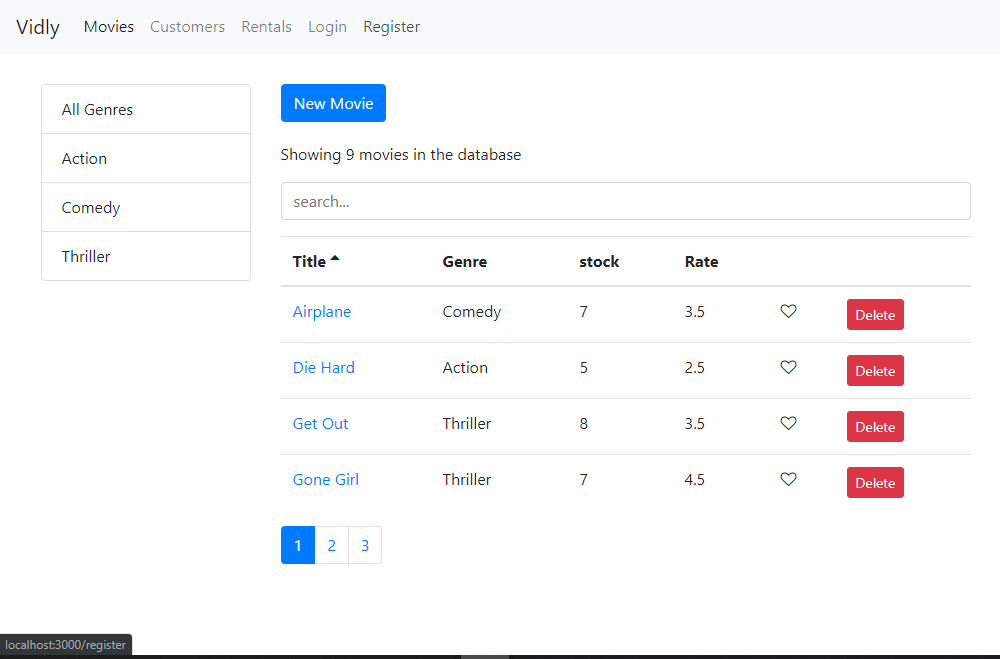 Vidly Movies Customers Rentals Login Register
All Genres
Action
Comedy
Thriller
New Movie
Showing 9 movies in the database
search...
Title Genre stock Rate
Airplane Comedy 7 3.5 Delete
Die Hard Action 5 2.5 Delete
Get Out Thriller 8 3.5 Delete
Gone Girl Thriller 7 4.5 Delete
1 2 3
localhost:3000/register